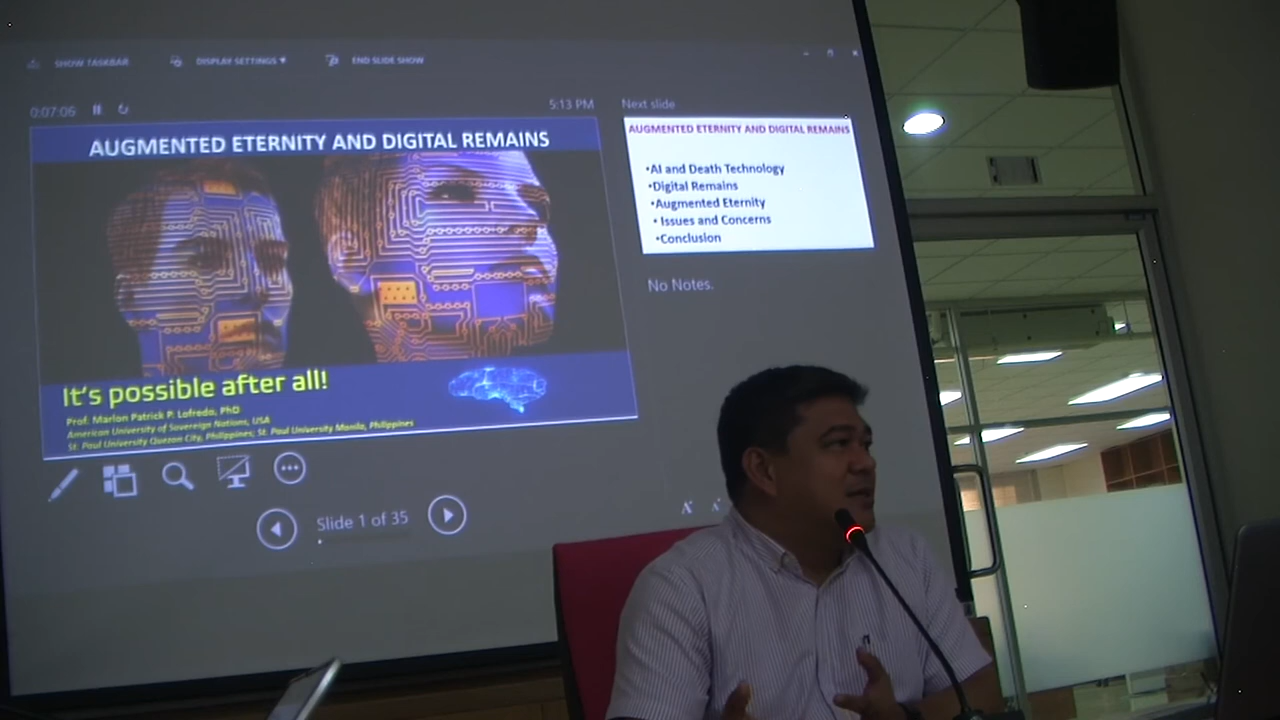 SHOW TASKBAR
DISPLAY SETTINGS
END SLIDE SHOW
0:07:06
5:13 PM
Next slide
AUGMENTED ETERNITY AND DIGITAL REMAINS
It's possible after all!
Prof. Marlon Patrick P. Lofredo, PhD
American University of Sovereign Nations, USA
St. Paul University Quezon City, Philippines; St. Paul University Manila, Philippines
AUGMENTED ETERNITY AND DIGITAL REMAINS
•AI and Death Technology
•Digital Remains
•Augmented Eternity
• Issues and Concerns
•Conclusion
No Notes.
Slide 1 of 35
A A